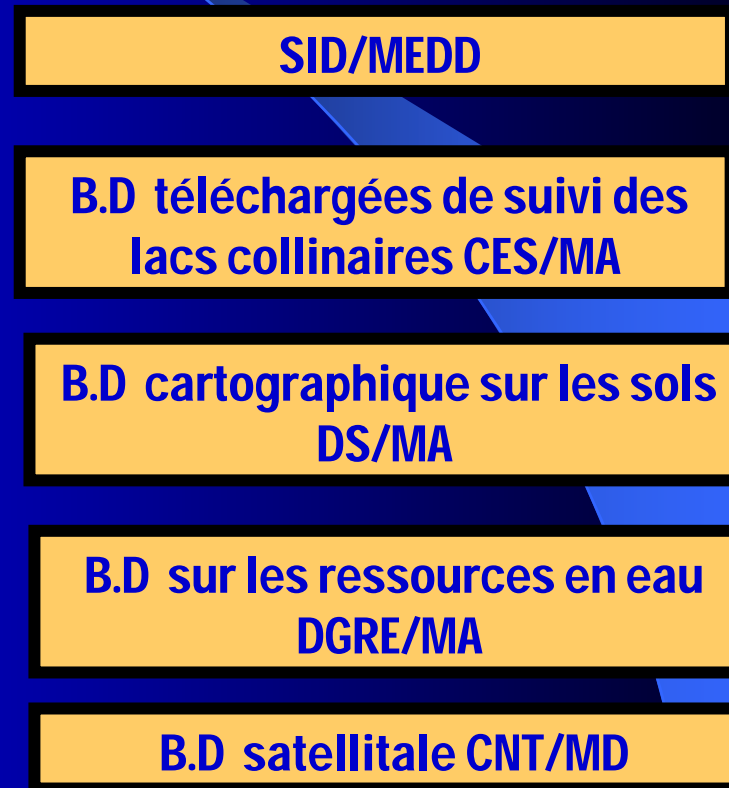 SID/MEDD
B.D téléchargées de suivi des
lacs collinaires CES/MA
B.D cartographique sur les sols
DS/MA
B.D sur les ressources en eau
DGRE/MA
B.D satellitale CNT/MD